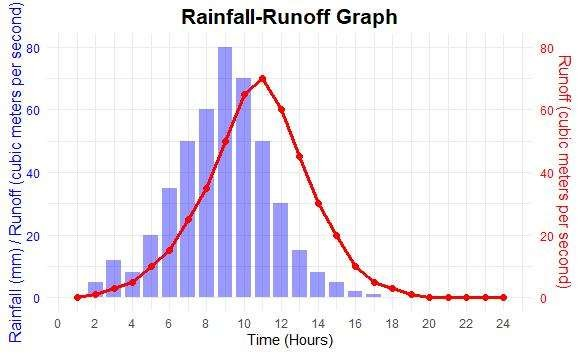 Rainfall-Runoff Graph
Rainfall (mm) / Runoff (cubic meters per second)
80
60
40
20
0
80
60
40
20
0
Runoff (cubic meters per second)
0 2 4 6 8 10 12 14 16 18 20 22 24
Time (Hours)